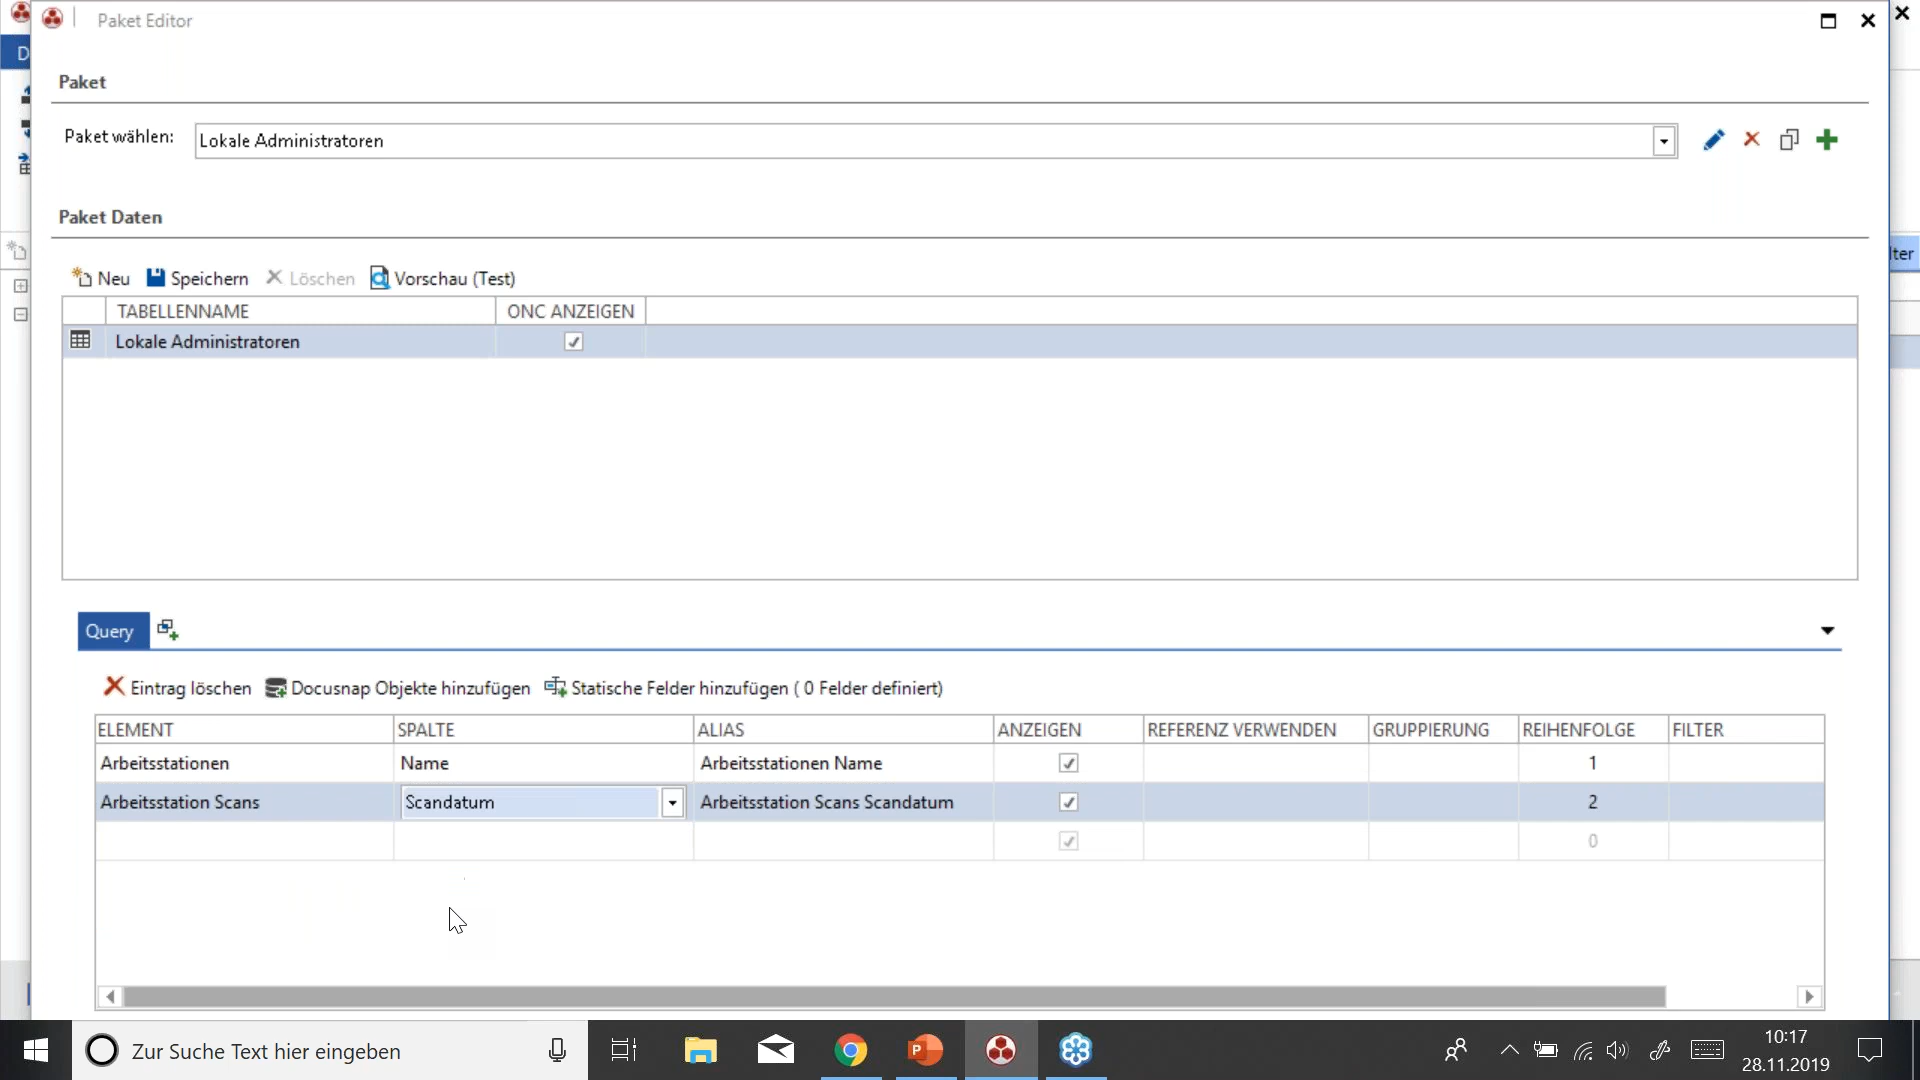 Paket Editor
D
Paket
Paket wählen: Lokale Administratoren
Paket Daten
lter
Neu Speichern Löschen Vorschau (Test)
TABELLENNAME ONC ANZEIGEN
Lokale Administratoren
Query
Eintrag löschen Docusnap Objekte hinzufügen Statische Felder hinzufügen ( 0 Felder definiert)
ELEMENT SPALTE ALIAS ANZEIGEN REFERENZ VERWENDEN GRUPPIERUNG REIHENFOLGE FILTER
Arbeitsstationen Name Arbeitsstationen Name 1
Arbeitsstation Scans Scandatum Arbeitsstation Scans Scandatum 2
0
Zur Suche Text hier eingeben
P
10:17
28.11.2019